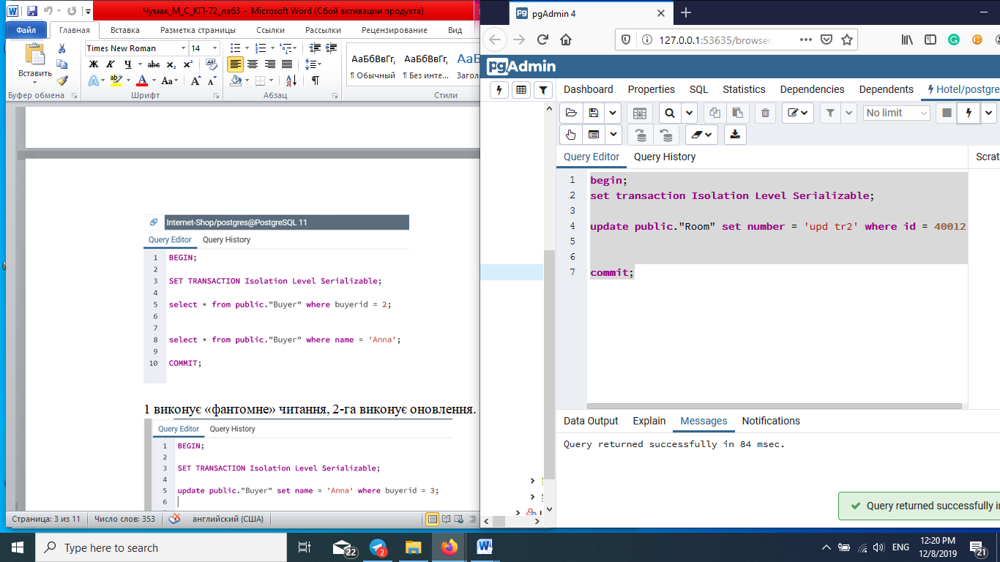 Чумак_М_С_КП-72_лаб3 - Microsoft Word (Сбой активации продукта)
Файл
Главная
Вставка
Разметка страницы
Ссылки
Рассылки
Рецензирование
Вид
Вставить
Буфер обмена
Times New Roman
14
Ж К Ч abc x₂ x²
Aa
Шрифт
Абзац
АаБбВвГг,
¶ Обычный
АаБбВвГг,
¶ Без инте...
АаБбВ
Заголо
Стили
Internet-Shop/postgres@PostgreSQL 11
Query Editor
Query History
1 BEGIN;
2
3 SET TRANSACTION Isolation Level Serializable;
4
5 select * from public."Buyer" where buyerid = 2;
6
7
8 select * from public."Buyer" where name = 'Anna';
9
10 COMMIT;
1 виконує «фантомне» читання, 2-га виконує оновлення.
Query Editor
Query History
1 BEGIN;
2
3 SET TRANSACTION Isolation Level Serializable;
4
5 update public."Buyer" set name = 'Anna' where buyerid = 3;
6
Страница: 3 из 11
Число слов: 353
английский (США)
pgAdmin 4
127.0.0.1:53635/browser
pgAdmin
Dashboard
Properties
SQL
Statistics
Dependencies
Dependents
Hotel/postgre
No limit
Query Editor
Query History
Scrat
1 begin;
2 set transaction Isolation Level Serializable;
3
4 update public."Room" set number = 'upd tr2' where id = 40012
5
6
7 commit;
Data Output
Explain
Messages
Notifications
Query returned successfully in 84 msec.
Query returned successfully in
Type here to search
22
2
ENG
12:20 PM
12/8/2019
21